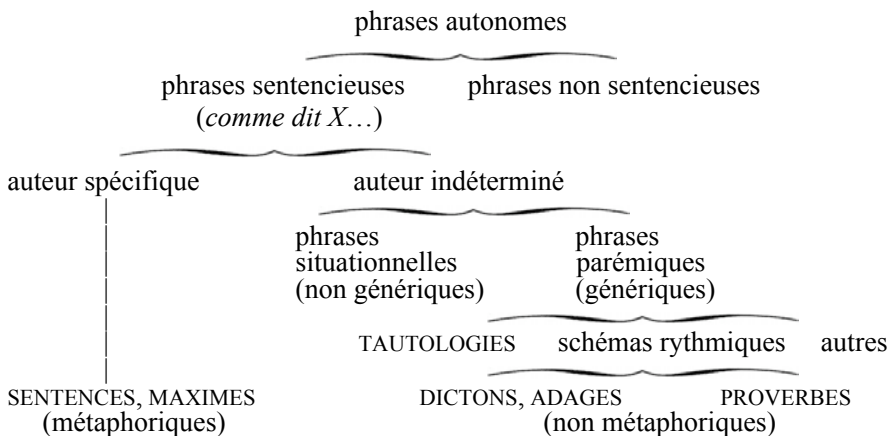 phrases autonomes
phrases sentencieuses phrases non sentencieuses
(comme dit X…)
auteur spécifique auteur indéterminé
phrases phrases
situationnelles parémiques
(non génériques) (génériques)
TAUTOLOGIES schémas rythmiques autres
SENTENCES, MAXIMES DICTONS, ADAGES PROVERBES
(métaphoriques) (non métaphoriques)